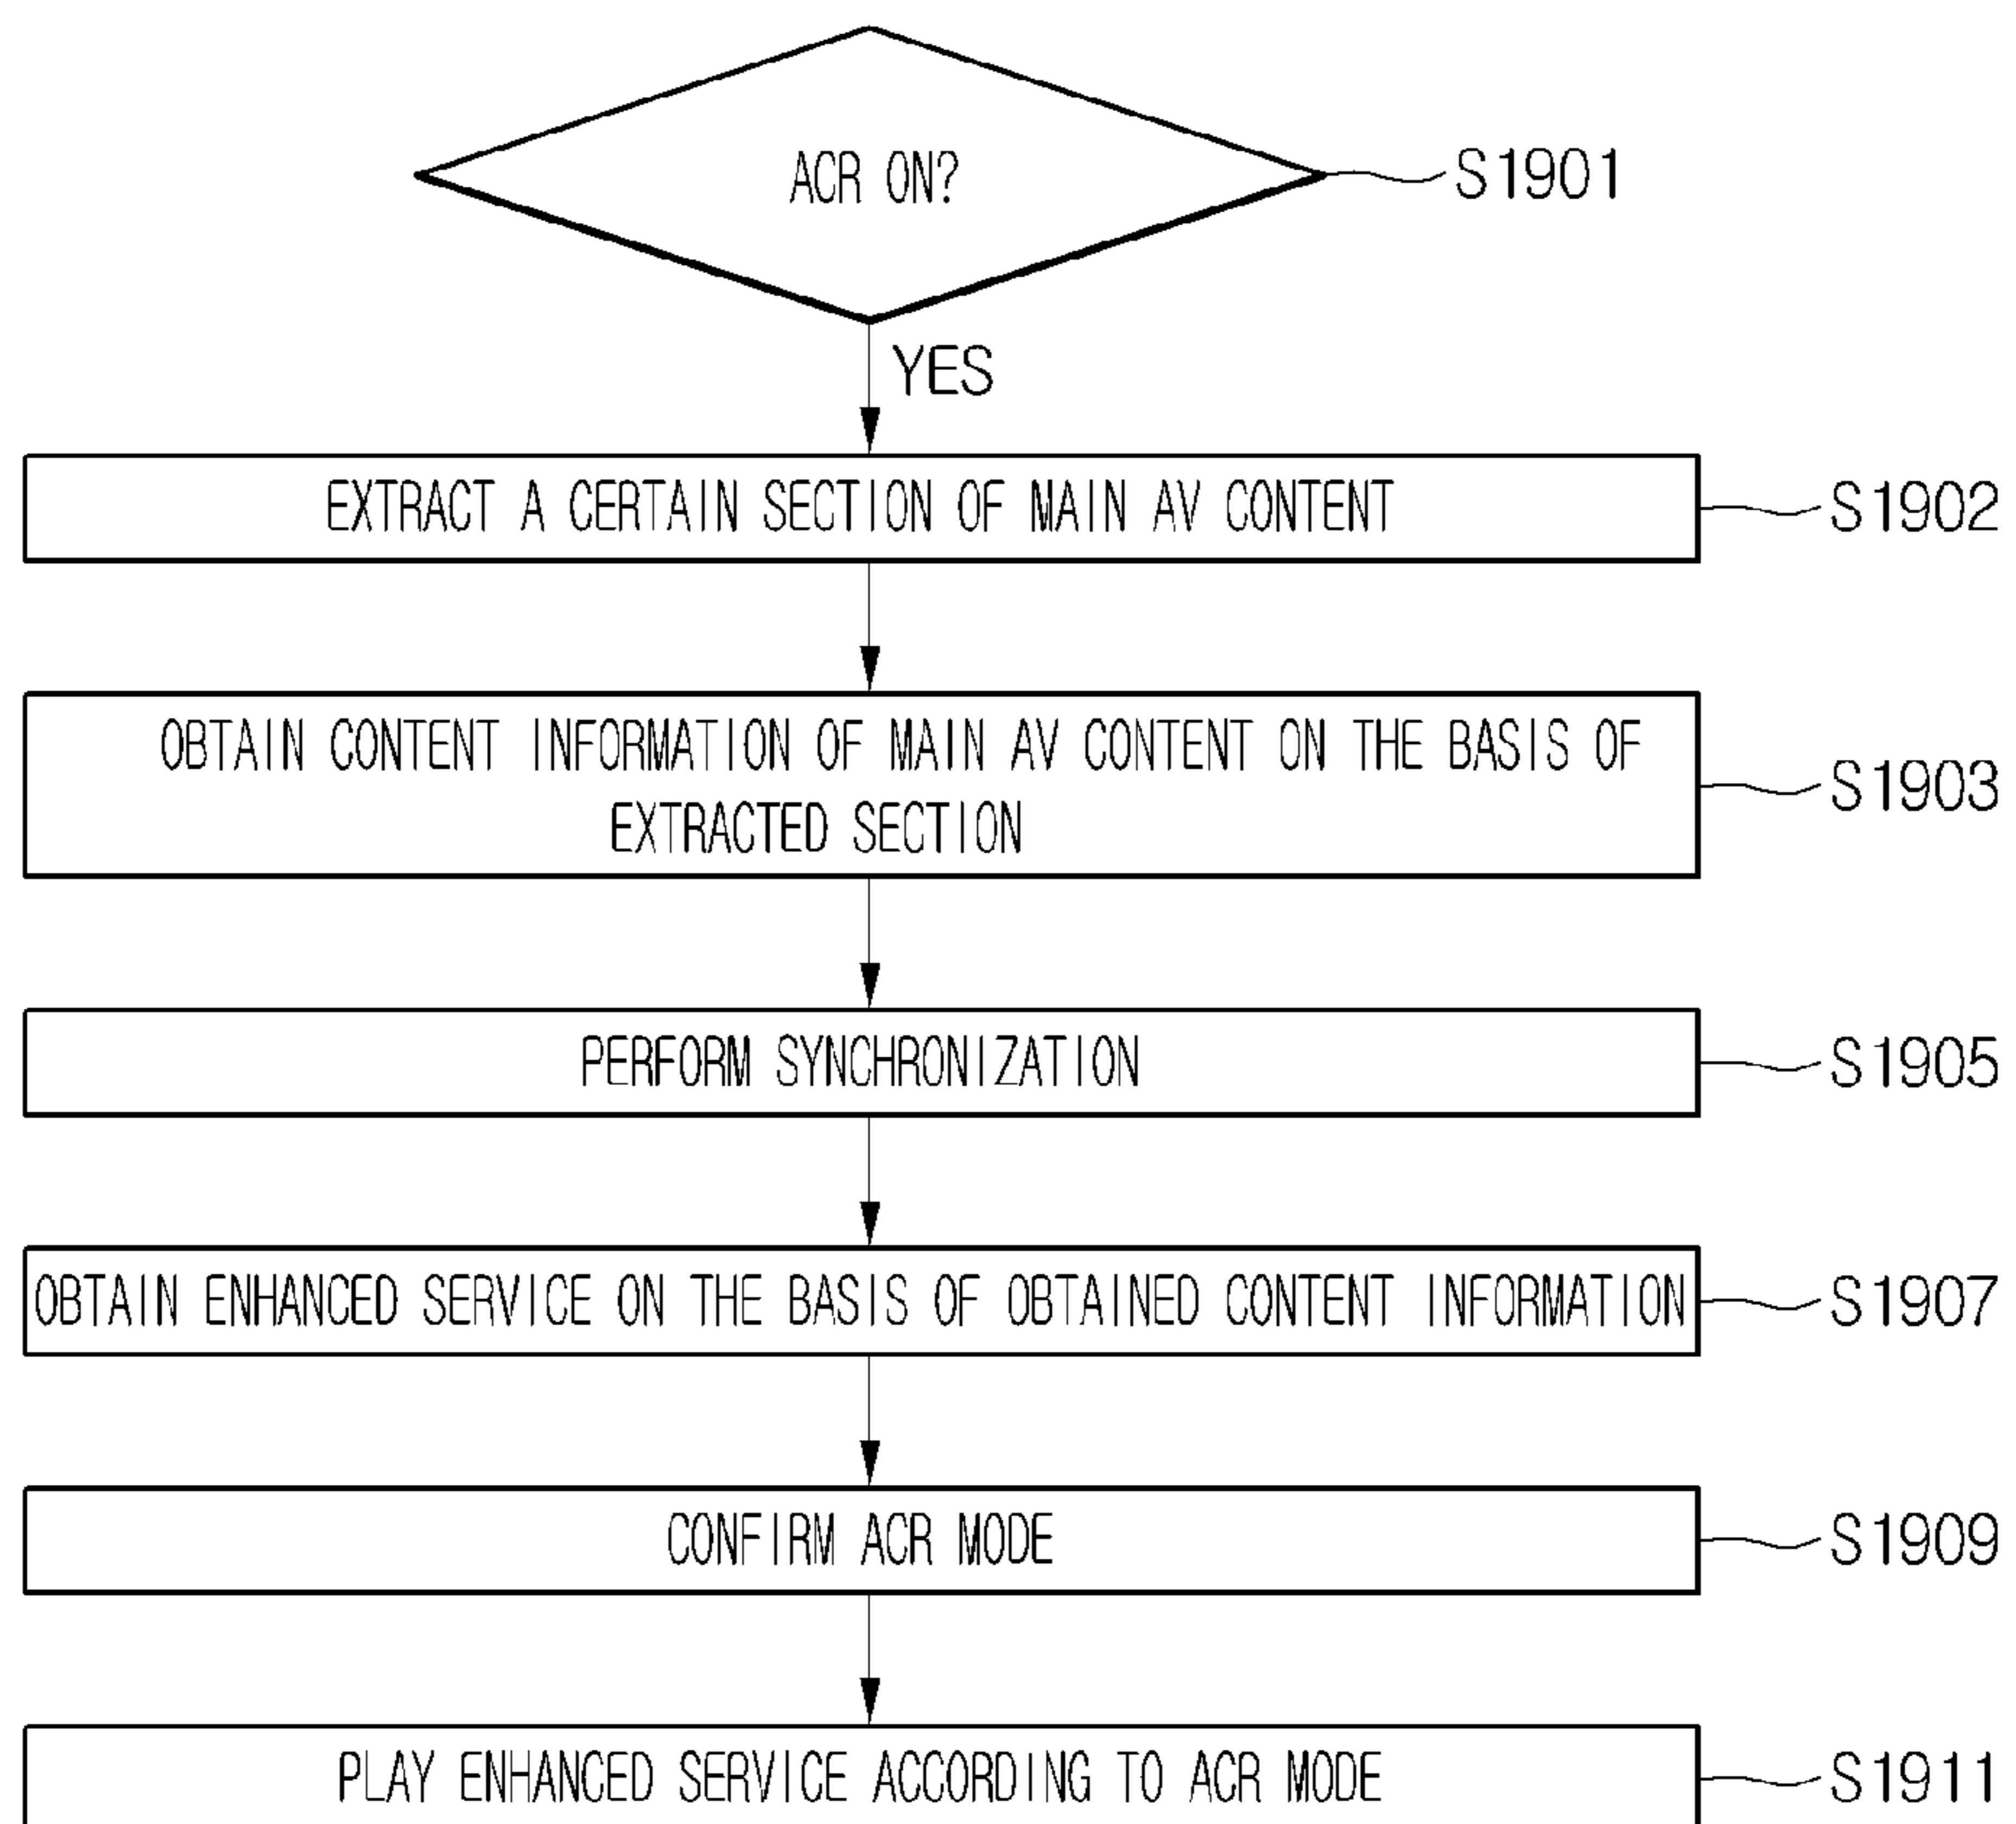 ACR ON?
S1901
YES
EXTRACT A CERTAIN SECTION OF MAIN AV CONTENT
S1902
OBTAIN CONTENT INFORMATION OF MAIN AV CONTENT ON THE BASIS OF
EXTRACTED SECTION
S1903
PERFORM SYNCHRONIZATION
S1905
OBTAIN ENHANCED SERVICE ON THE BASIS OF OBTAINED CONTENT INFORMATION
S1907
CONFIRM ACR MODE
S1909
PLAY ENHANCED SERVICE ACCORDING TO ACR MODE
S1911